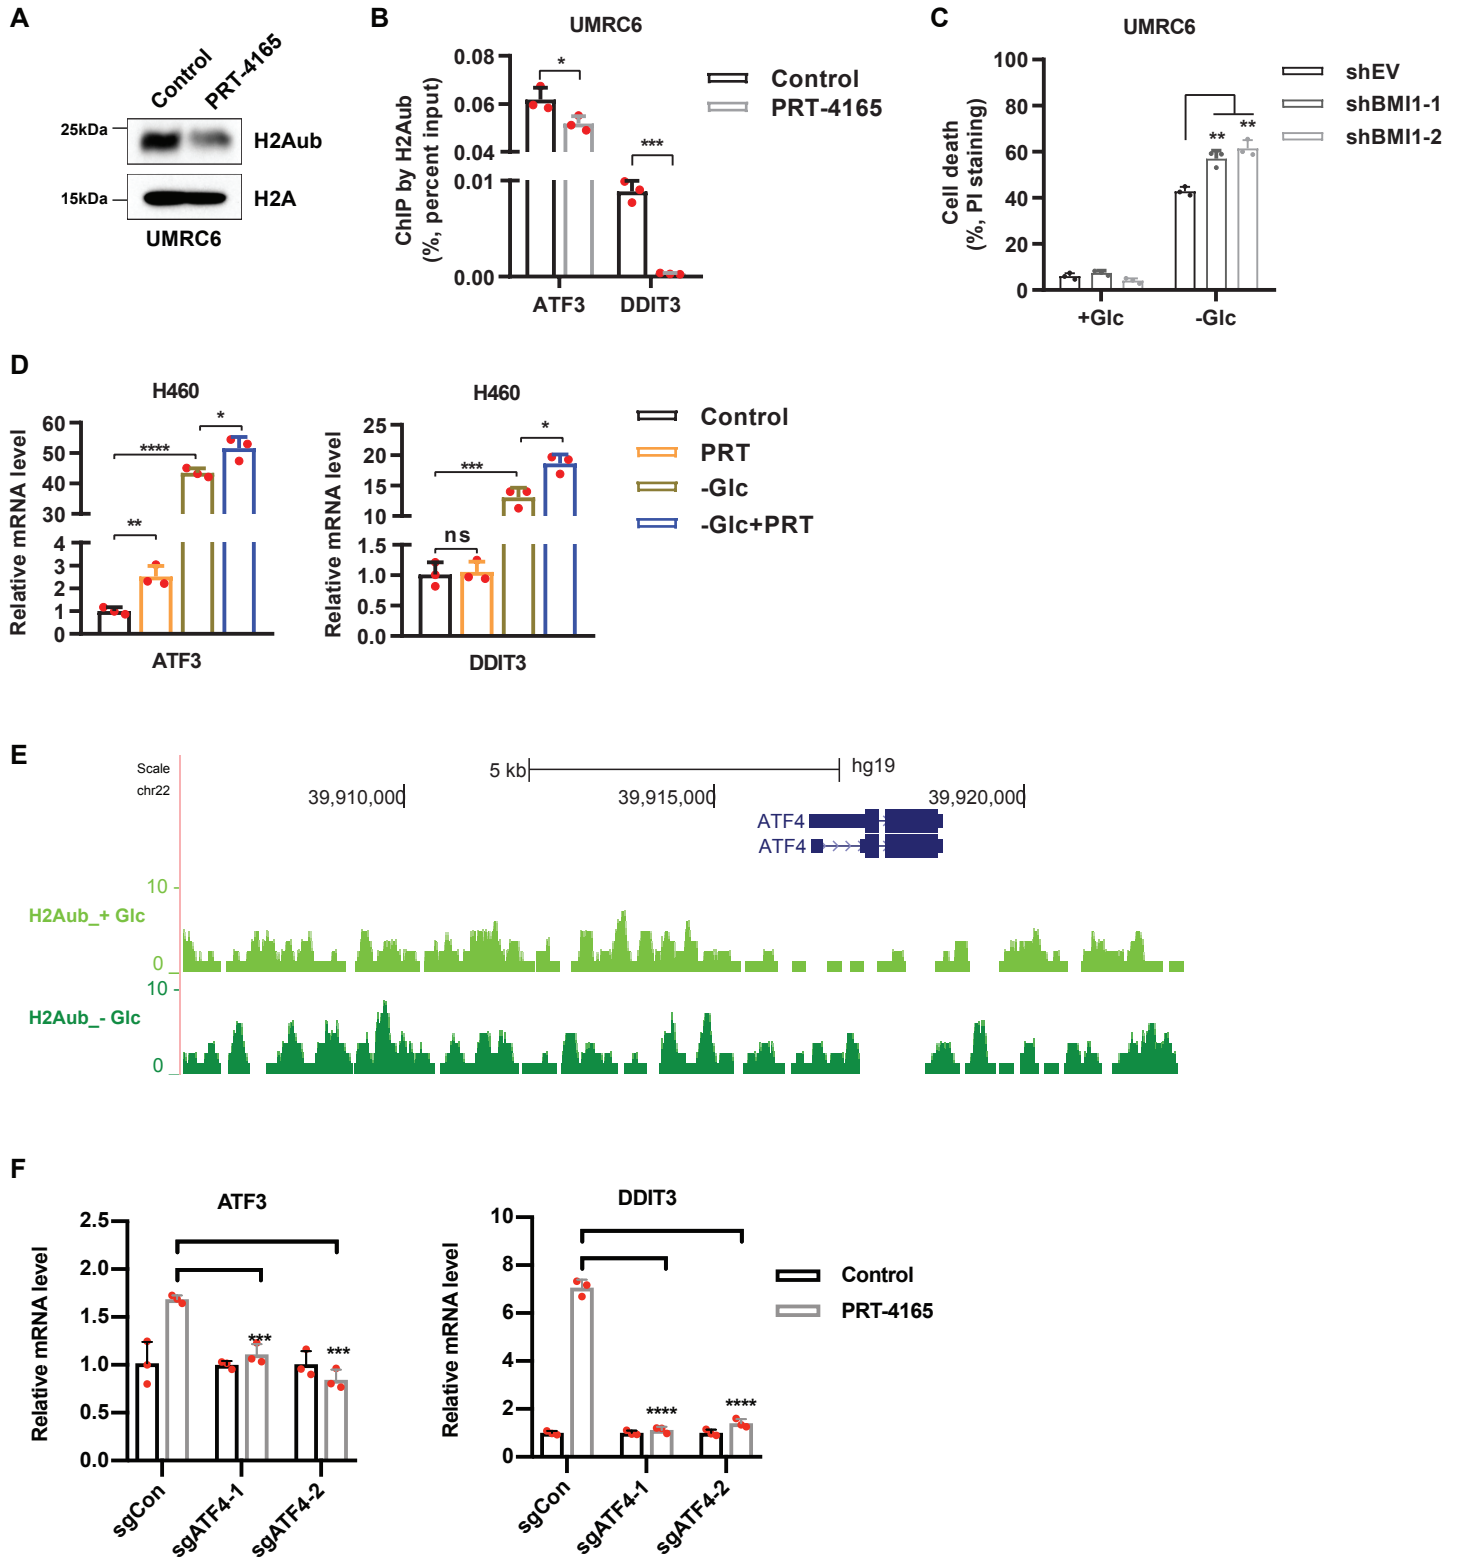 A
Control
PRT-4165
25kDa
H2Aub
15kDa
H2A
UMRC6
B
UMRC6
ChIP by H2Aub
(%, percent input)
0.08
0.06
0.04
0.01
0.00
*
***
ATF3
DDIT3
Control
PRT-4165
C
UMRC6
Cell death
(%, PI staining)
100
80
60
40
20
0
**
**
+Glc
-Glc
shEV
shBMI1-1
shBMI1-2
D
H460
Relative mRNA level
60
50
40
30
4
3
2
1
0
****
*
**
ATF3
H460
Relative mRNA level
25
20
15
10
1.5
1.0
0.5
0.0
***
*
ns
DDIT3
Control
PRT
-Glc
-Glc+PRT
E
Scale
5 kb
hg19
chr22
39,910,000
39,915,000
39,920,000
ATF4
ATF4
10
H2Aub_+ Glc
0
10
H2Aub_- Glc
0
F
ATF3
Relative mRNA level
2.5
2.0
1.5
1.0
0.5
0.0
***
***
sgCon
sgATF4-1
sgATF4-2
DDIT3
Relative mRNA level
10
8
6
4
2
0
****
****
sgCon
sgATF4-1
sgATF4-2
Control
PRT-4165